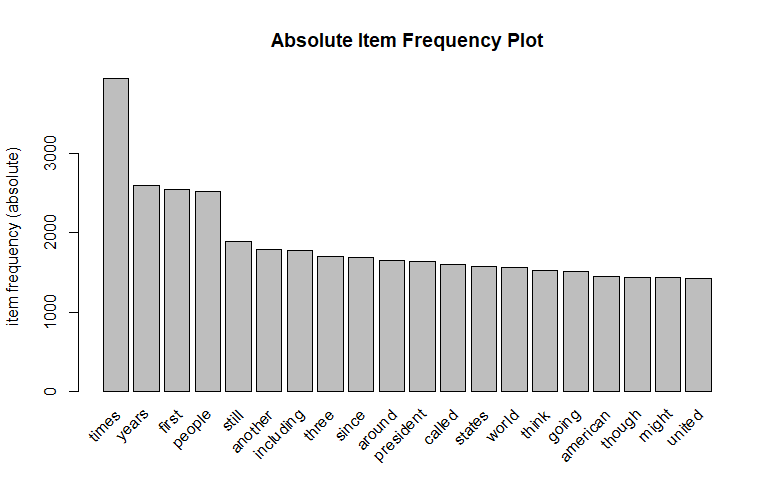 Absolute Item Frequency Plot
item frequency (absolute)
3000
2000
1000
0
times
years
first
people
still
another
including
three
since
around
president
called
states
world
think
going
american
though
might
united